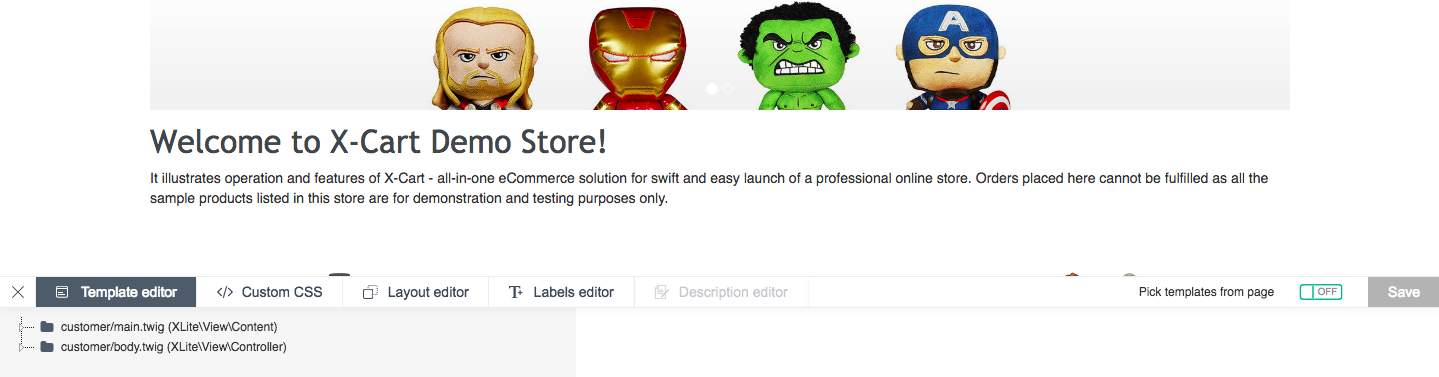 A
Welcome to X-Cart Demo Store!
It illustrates operation and features of X-Cart - all-in-one eCommerce solution for swift and easy launch of a professional online store. Orders placed here cannot be fulfilled as all the
sample products listed in this store are for demonstration and testing purposes only.
Template editor Custom CSS Layout editor Labels editor Description editor Pick templates from page OFF Save
customer/main.twig (XLite\View\Content)
customer/body.twig (XLite\View\Controller)